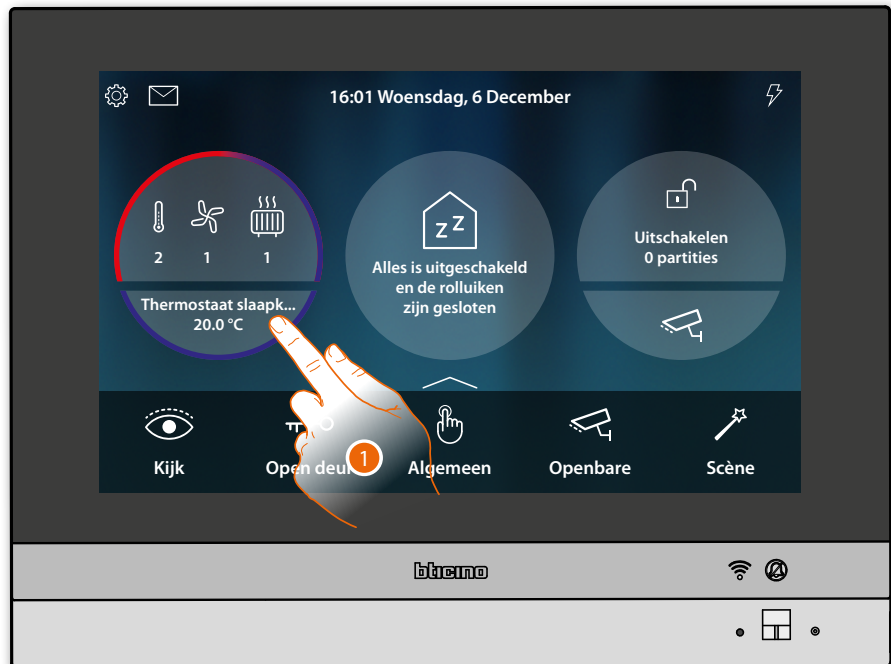 16:01 Woensdag, 6 December
2 1 1
Thermostaat slaapk...
20.0 °C
zz
Alles is uitgeschakeld
en de rolluiken
zijn gesloten
Uitschakelen
0 partities
Kijk
Open deur
1
Algemeen
Openbare
Scène
bticino